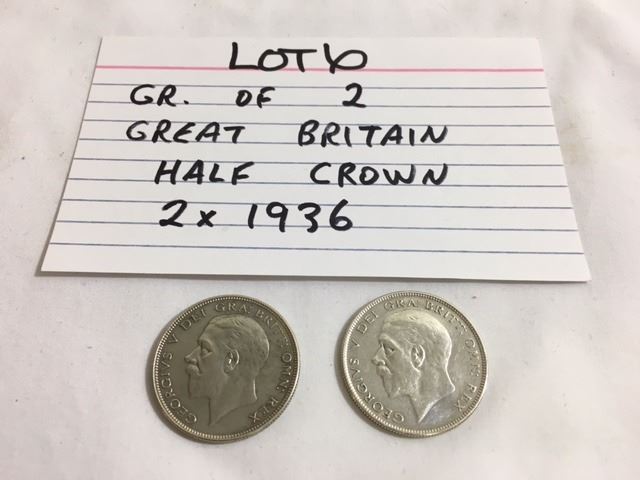 LOT 6
GR. OF 2
GREAT BRITAIN
HALF CROWN
2 x 1936
GEORGIVS V DEI GRA: BRITT: OMN REX
GEORGIVS V DEI GRA: BRITT: OMN REX